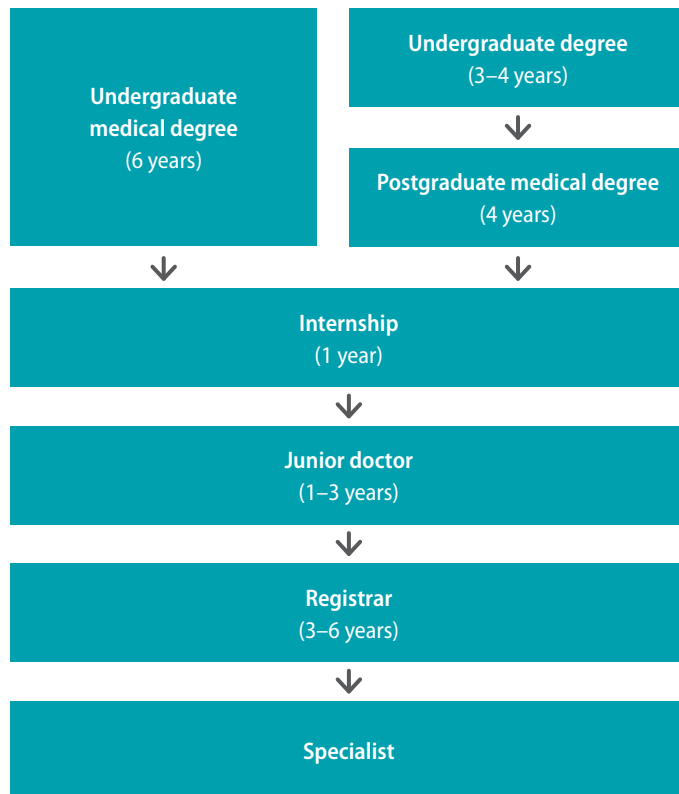 Undergraduate
medical degree
(6 years)
Undergraduate degree
(3–4 years)
Postgraduate medical degree
(4 years)
Internship
(1 year)
Junior doctor
(1–3 years)
Registrar
(3–6 years)
Specialist